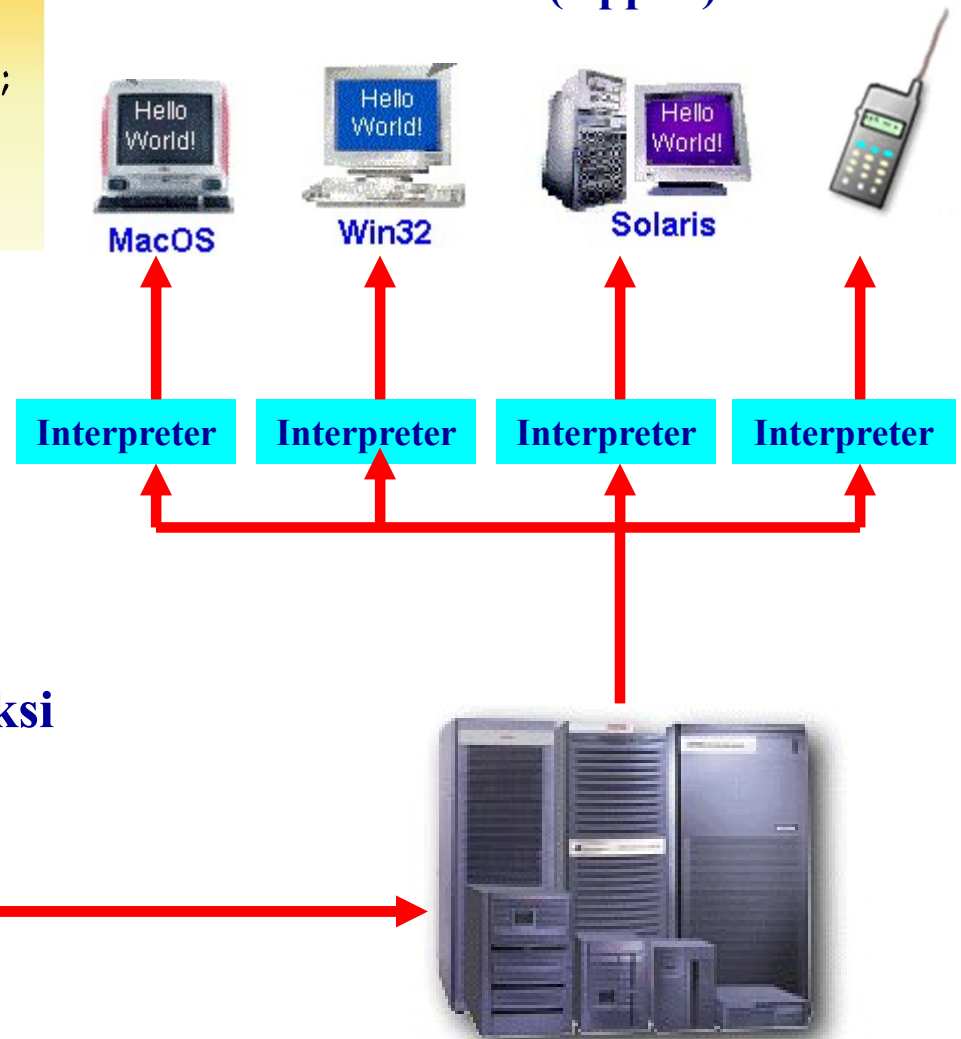 ;
Hello
World!
Hello
World!
Hello
World!
MacOS
Win32
Solaris
Interpreter
Interpreter
Interpreter
Interpreter
ksi